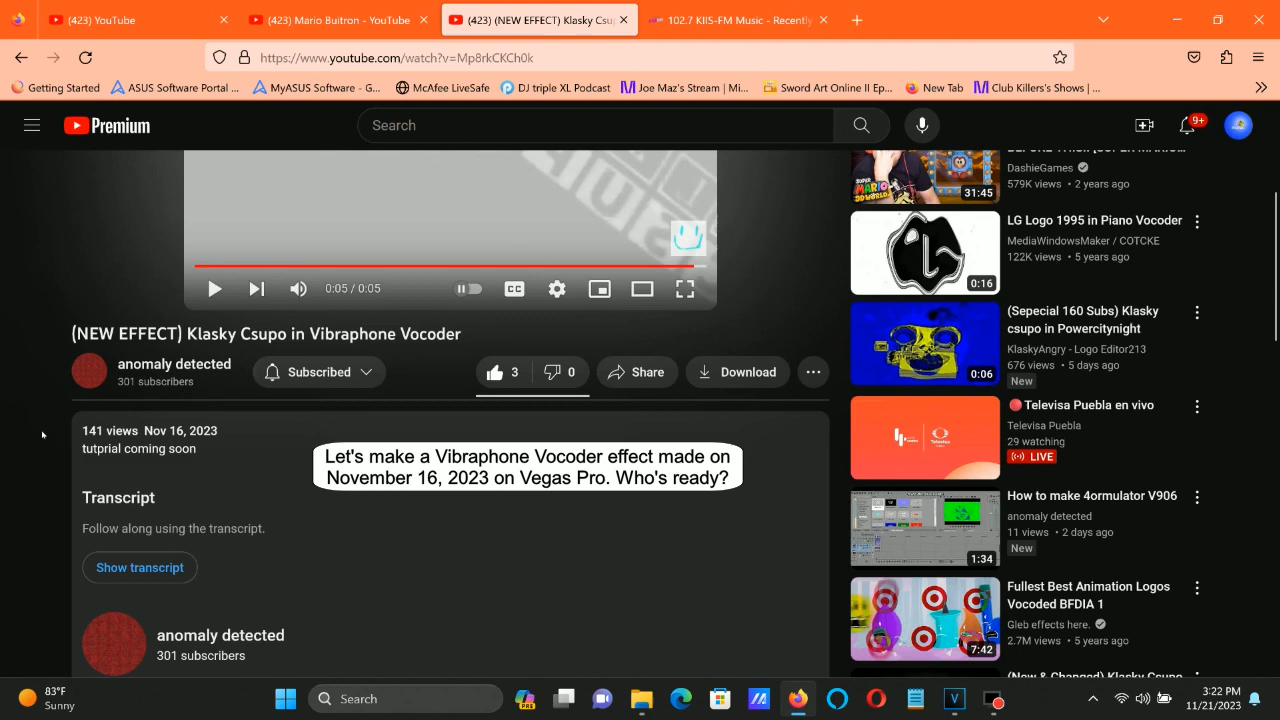 (423) YouTube
(423) Mario Buitron - YouTube
(423) (NEW EFFECT) Klasky Csu
102.7 KIIS-FM Music - Recently
https://www.youtube.com/watch?v=Mp8rkCKCh0k
Getting Started
ASUS Software Portal ...
MyASUS Software - G...
McAfee LiveSafe
DJ triple XL Podcast
Joe Maz's Stream | Mi...
Sword Art Online II Ep...
New Tab
Club Killers's Shows | ...
Premium
Search
9+
DashieGames
579K views • 2 years ago
SUPER MARIO 3D WORLD
31:45
LG Logo 1995 in Piano Vocoder
MediaWindowsMaker / COTCKE
122K views • 5 years ago
0:16
(Sepecial 160 Subs) Klasky
csupo in Powercitynight
KlaskyAngry - Logo Editor213
676 views • 5 days ago
New
0:06
0:05 / 0:05
CC
(NEW EFFECT) Klasky Csupo in Vibraphone Vocoder
anomaly detected
301 subscribers
Subscribed
3
0
Share
Download
Televisa Puebla en vivo
Televisa Puebla
29 watching
LIVE
141 views Nov 16, 2023
tutprial coming soon
Let's make a Vibraphone Vocoder effect made on
November 16, 2023 on Vegas Pro. Who's ready?
Transcript
Follow along using the transcript.
Show transcript
How to make 4ormulator V906
anomaly detected
11 views • 2 days ago
New
1:34
Fullest Best Animation Logos
Vocoded BFDIA 1
Gleb effects here.
2.7M views • 5 years ago
7:42
anomaly detected
301 subscribers
(New & Changed) Klasky Csupo
83°F
Sunny
Search
PRE
V
3:22 PM
11/21/2023